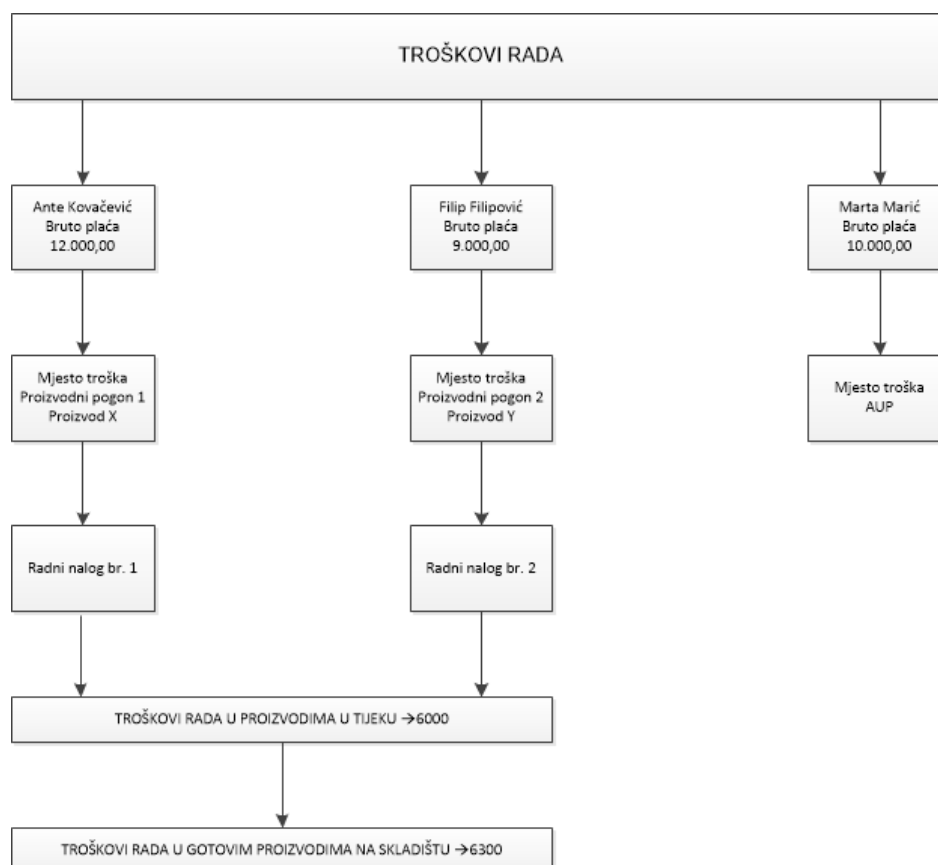 TROŠKOVI RADA
Ante Kovačević
Bruto plaća
12.000,00
Filip Filipović
Bruto plaća
9.000,00
Marta Marić
Bruto plaća
10.000,00
Mjesto troška
Proizvodni pogon 1
Proizvod X
Mjesto troška
Proizvodni pogon 2
Proizvod Y
Mjesto troška
AUP
Radni nalog br. 1
Radni nalog br. 2
TROŠKOVI RADA U PROIZVODIMA U TIJEKU →6000
TROŠKOVI RADA U GOTOVIM PROIZVODIMA NA SKLADIŠTU →6300